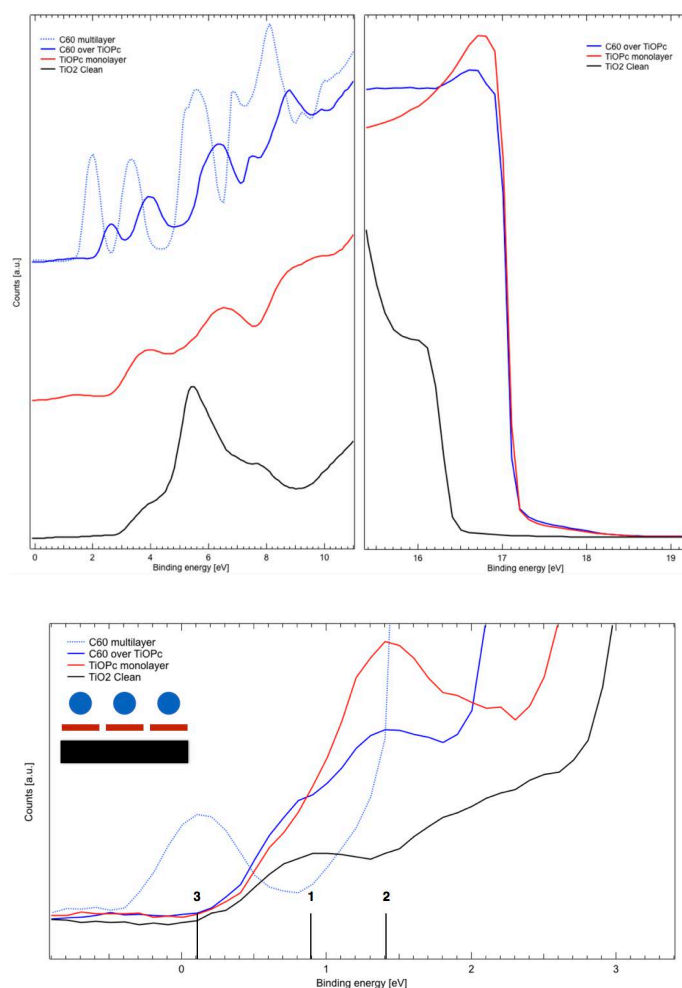 C60 multilayer
C60 over TiOPc
TiOPc monolayer
TiO2 Clean
Counts [a.u.]
0 2 4 6 8 10
Binding energy [eV]
C60 over TiOPc
TiOPc monolayer
TiO2 Clean
16 17 18 19
Binding energy [eV]
C60 multilayer
C60 over TiOPc
TiOPc monolayer
TiO2 Clean
Counts [a.u.]
3 1 2
0 1 2 3
Binding energy [eV]